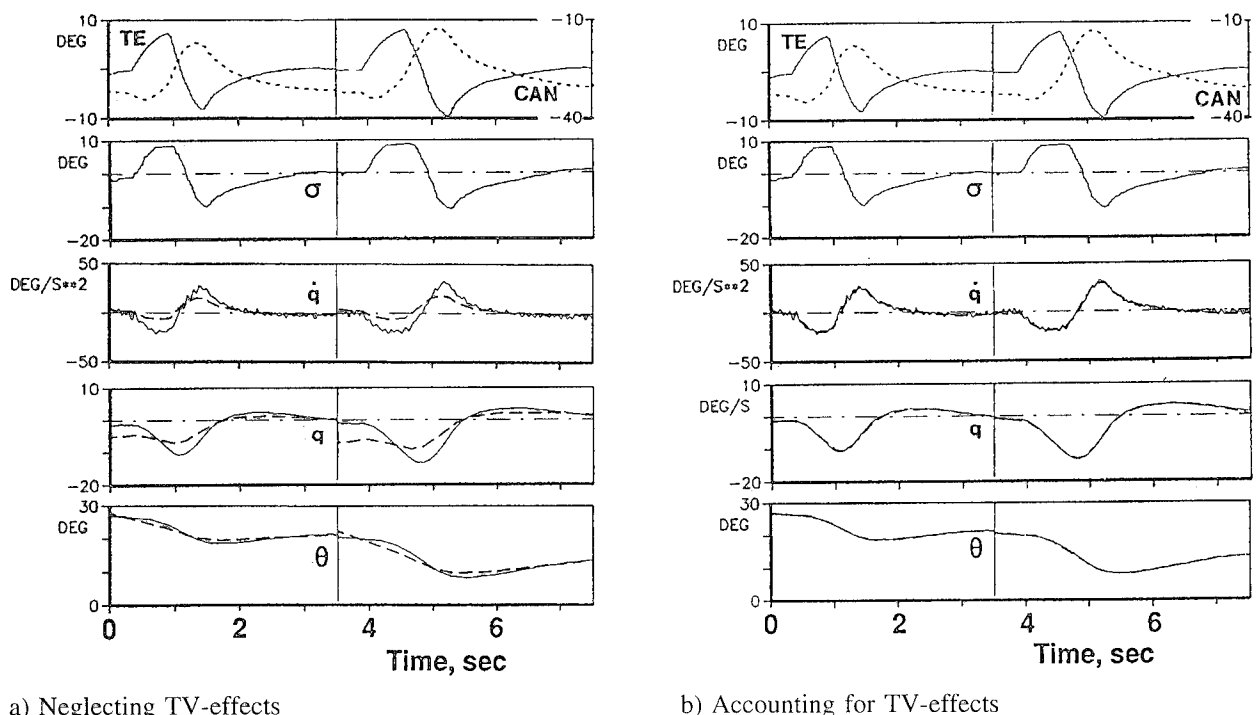 10
DEG
-10
TE
CAN
-10
-40
10
DEG
σ
-20
50
DEG/S**2
q̇
-50
10
q
-20
30
DEG
θ
0
0 2 4 6
Time, sec
a) Neglecting TV-effects
10
DEG
-10
TE
CAN
-10
-40
10
DEG
σ
-20
50
DEG/S**2
q̇
-50
10
DEG/S
q
-20
30
DEG
θ
0
0 2 4 6
Time, sec
b) Accounting for TV-effects